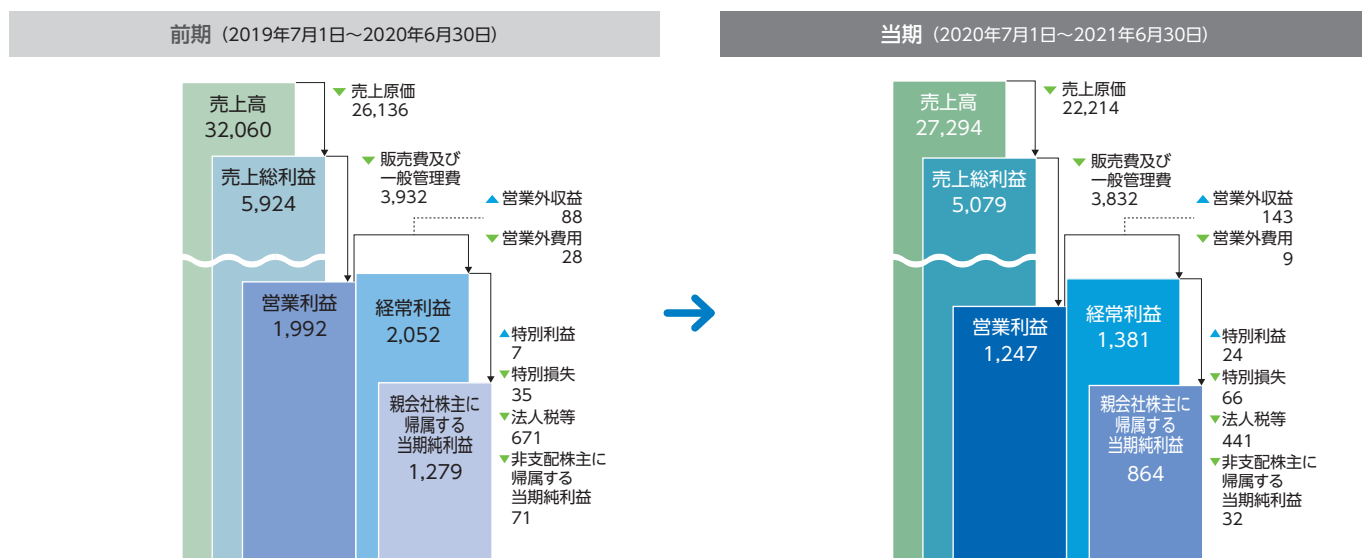 前期（2019年7月1日～2020年6月30日）
売上高
32,060
▼ 売上原価
26,136
売上総利益
5,924
▼ 販売費及び
一般管理費
3,932
▲ 営業外収益
88
▼ 営業外費用
28
営業利益
1,992
経常利益
2,052
▲ 特別利益
7
▼ 特別損失
35
▼ 法人税等
671
▼ 非支配株主に
帰属する
当期純利益
71
親会社株主に
帰属する
当期純利益
1,279
当期（2020年7月1日～2021年6月30日）
売上高
27,294
▼ 売上原価
22,214
売上総利益
5,079
▼ 販売費及び
一般管理費
3,832
▲ 営業外収益
143
▼ 営業外費用
9
営業利益
1,247
経常利益
1,381
▲ 特別利益
24
▼ 特別損失
66
▼ 法人税等
441
▼ 非支配株主に
帰属する
当期純利益
32
親会社株主に
帰属する
当期純利益
864